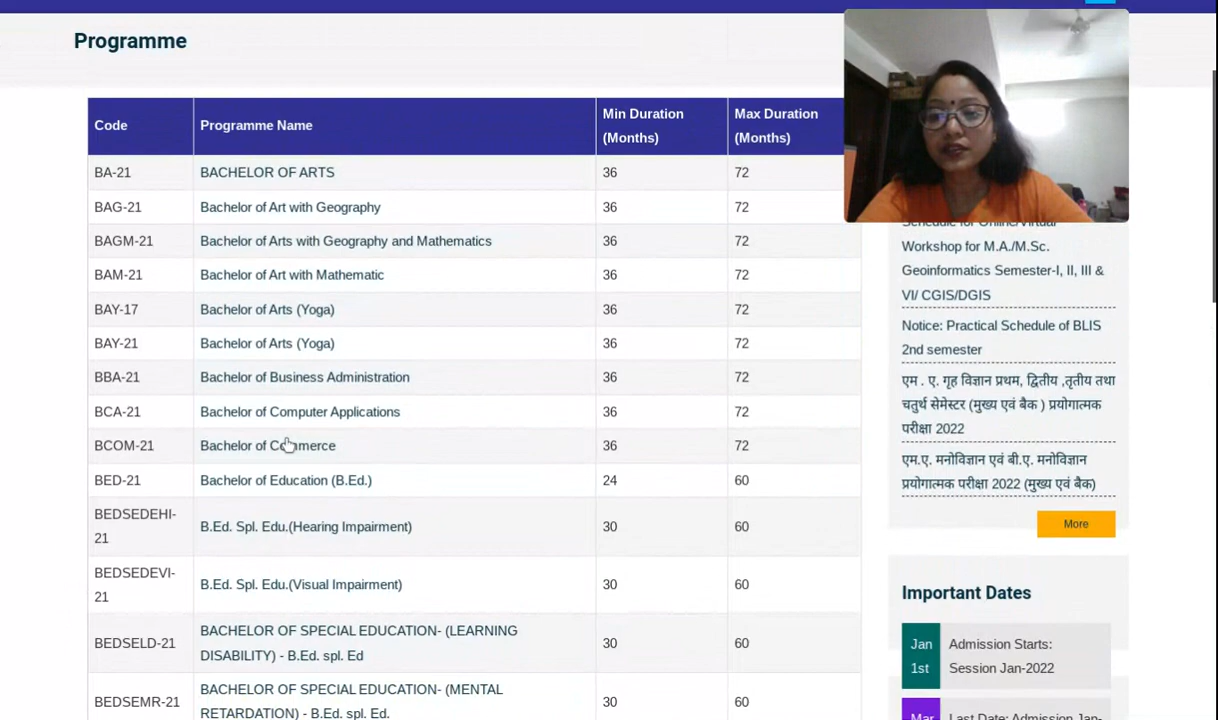 Programme
Code Programme Name Min Duration (Months) Max Duration (Months)
BA-21 BACHELOR OF ARTS 36 72
BAG-21 Bachelor of Art with Geography 36 72
BAGM-21 Bachelor of Arts with Geography and Mathematics 36 72
BAM-21 Bachelor of Art with Mathematic 36 72
BAY-17 Bachelor of Arts (Yoga) 36 72
BAY-21 Bachelor of Arts (Yoga) 36 72
BBA-21 Bachelor of Business Administration 36 72
BCA-21 Bachelor of Computer Applications 36 72
BCOM-21 Bachelor of Commerce 36 72
BED-21 Bachelor of Education (B.Ed.) 24 60
BEDSEDEHI-
21 B.Ed. Spl. Edu.(Hearing Impairment) 30 60
BEDSEDEVI-
21 B.Ed. Spl. Edu.(Visual Impairment) 30 60
BEDSELD-21 BACHELOR OF SPECIAL EDUCATION- (LEARNING
DISABILITY) - B.Ed. spl. Ed 30 60
BEDSEMR-21 BACHELOR OF SPECIAL EDUCATION- (MENTAL
RETARDATION) - B.Ed. spl. Ed. 30 60
Schedule for Online/Virtual
Workshop for M.A./M.Sc.
Geoinformatics Semester-I, II, III &
VI/ CGIS/DGIS
Notice: Practical Schedule of BLIS
2nd semester
एम . ए. गृह विज्ञान प्रथम, द्वितीय ,तृतीय तथा
चतुर्थ सेमेस्टर (मुख्य एवं बैक ) प्रयोगात्मक
परीक्षा 2022
एम.ए. मनोविज्ञान एवं बी.ए. मनोविज्ञान
प्रयोगात्मक परीक्षा 2022 (मुख्य एवं बैक)
More
Important Dates
Jan
1st
Admission Starts:
Session Jan-2022
Mar
Last Date: Admission Jan-